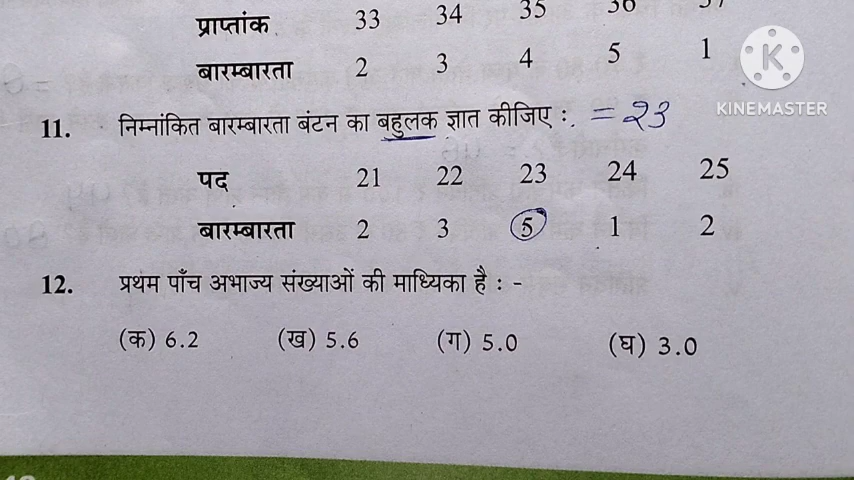 प्राप्तांक 33 34 35 36 37
बारम्बारता 2 3 4 5 1
KINEMASTER
11. निम्नांकित बारम्बारता बंटन का बहुलक ज्ञात कीजिए : = 23
पद 21 22 23 24 25
बारम्बारता 2 3 5 1 2
12. प्रथम पाँच अभाज्य संख्याओं की माध्यिका है : -
(क) 6.2 (ख) 5.6 (ग) 5.0 (घ) 3.0